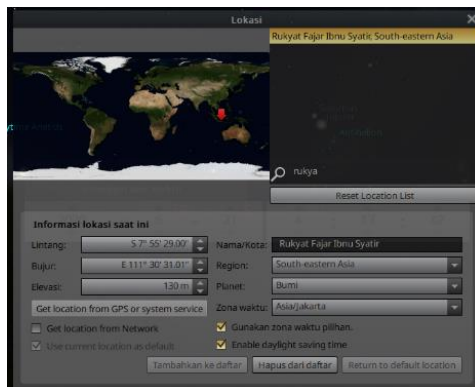 Lokasi
Rukyat Fajar Ibnu Syatir, South-eastern Asia
rukya
Reset Location List
Informasi lokasi saat ini
Lintang: S 7° 55' 29.00" Nama/Kota: Rukyat Fajar Ibnu Syatir
Bujur: E 111° 30' 31.01" Region: South-eastern Asia
Elevasi: 130 m Planet: Bumi
Get location from GPS or system service Zona waktu: Asia/Jakarta
Get location from Network Gunakan zona waktu pilihan.
Use current location as default Enable daylight saving time
Tambahkan ke daftar Hapus dari daftar Return to default location